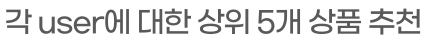 각 user에 대한 상위 5개 상품 추천